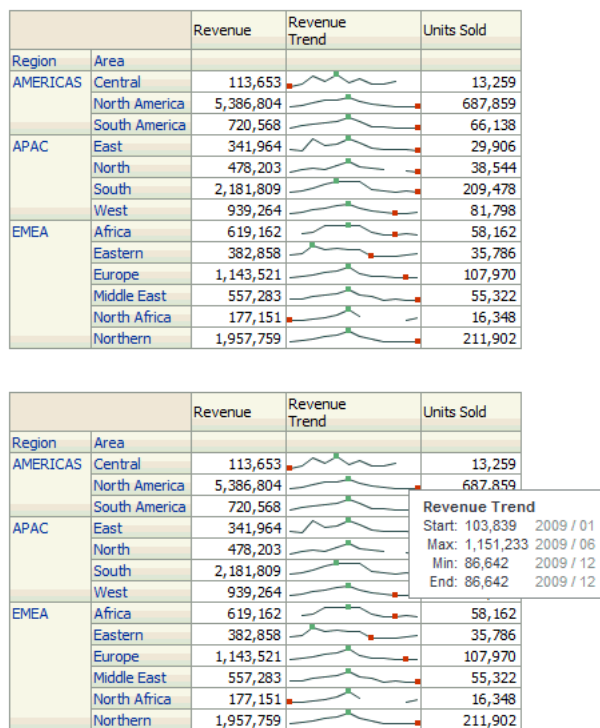 Revenue Revenue Trend Units Sold
Region Area
AMERICAS Central 113,653 13,259
North America 5,386,804 687,859
South America 720,568 66,138
APAC East 341,964 29,906
North 478,203 38,544
South 2,181,809 209,478
West 939,264 81,798
EMEA Africa 619,162 58,162
Eastern 382,858 35,786
Europe 1,143,521 107,970
Middle East 557,283 55,322
North Africa 177,151 16,348
Northern 1,957,759 211,902
Revenue Revenue Trend Units Sold
Region Area
AMERICAS Central 113,653 13,259
North America 5,386,804 687,859
South America 720,568
APAC East 341,964
North 478,203
South 2,181,809
West 939,264
Revenue Trend
Start: 103,839 2009 / 01
Max: 1,151,233 2009 / 06
Min: 86,642 2009 / 12
End: 86,642 2009 / 12
EMEA Africa 619,162 58,162
Eastern 382,858 35,786
Europe 1,143,521 107,970
Middle East 557,283 55,322
North Africa 177,151 16,348
Northern 1,957,759 211,902